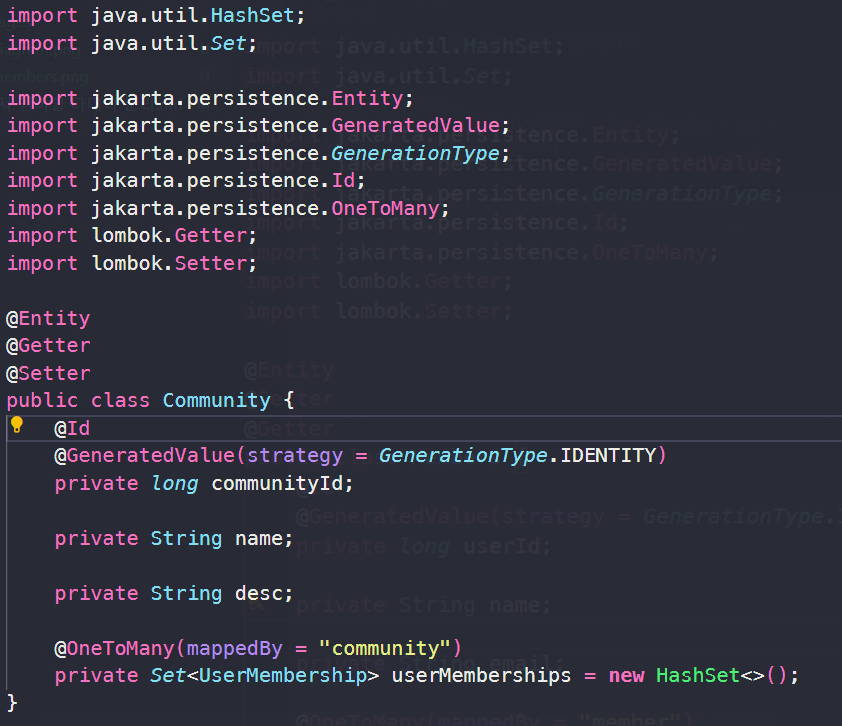 import java.util.HashSet;
import java.util.Set;
import jakarta.persistence.Entity;
import jakarta.persistence.GeneratedValue;
import jakarta.persistence.GenerationType;
import jakarta.persistence.Id;
import jakarta.persistence.OneToMany;
import lombok.Getter;
import lombok.Setter;
@Entity
@Getter
@Setter
public class Community {
@Id
@GeneratedValue(strategy = GenerationType.IDENTITY)
private long communityId;
private String name;
private String desc;
@OneToMany(mappedBy = "community")
private Set<UserMembership> userMemberships = new HashSet<>();
}